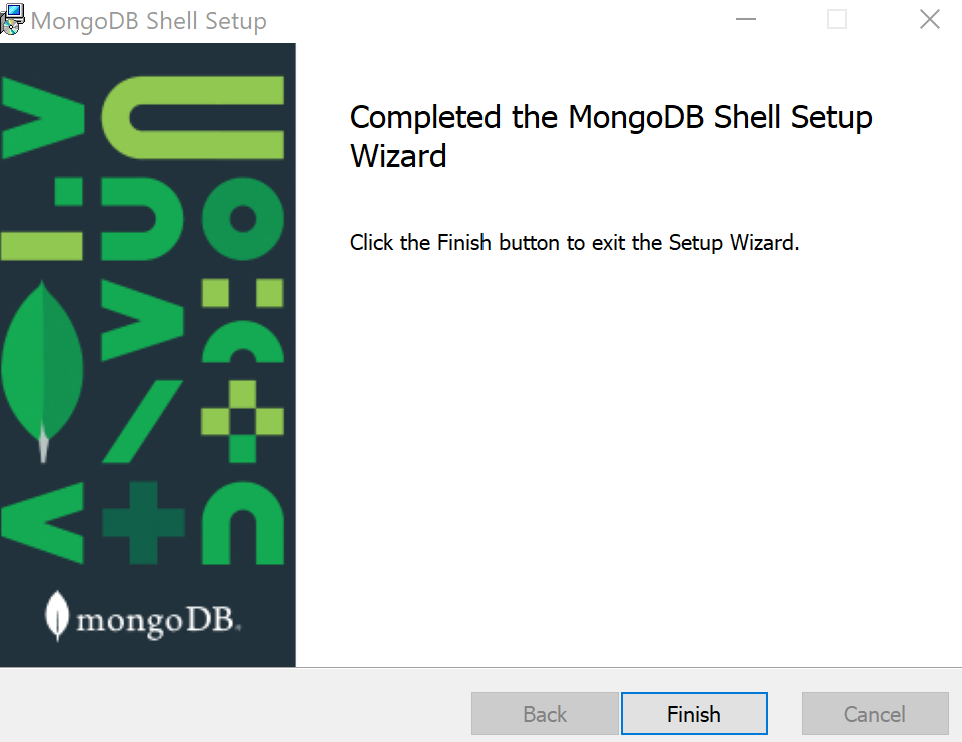 MongoDB Shell Setup
Completed the MongoDB Shell Setup
Wizard
Click the Finish button to exit the Setup Wizard.
mongoDB.
Back
Finish
Cancel